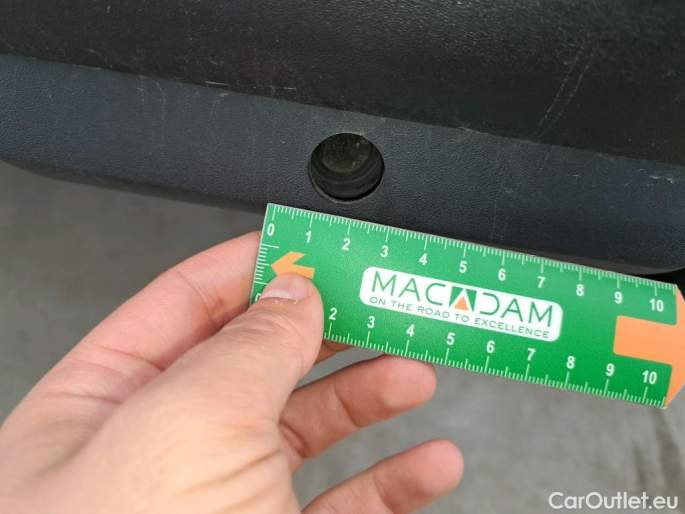 0 1 2 3 4 5 6 7 8 9 10
MACADAM
ON THE ROAD TO EXCELLENCE
2 3 4 5 6 7 8 9 10
CarOutlet.eu